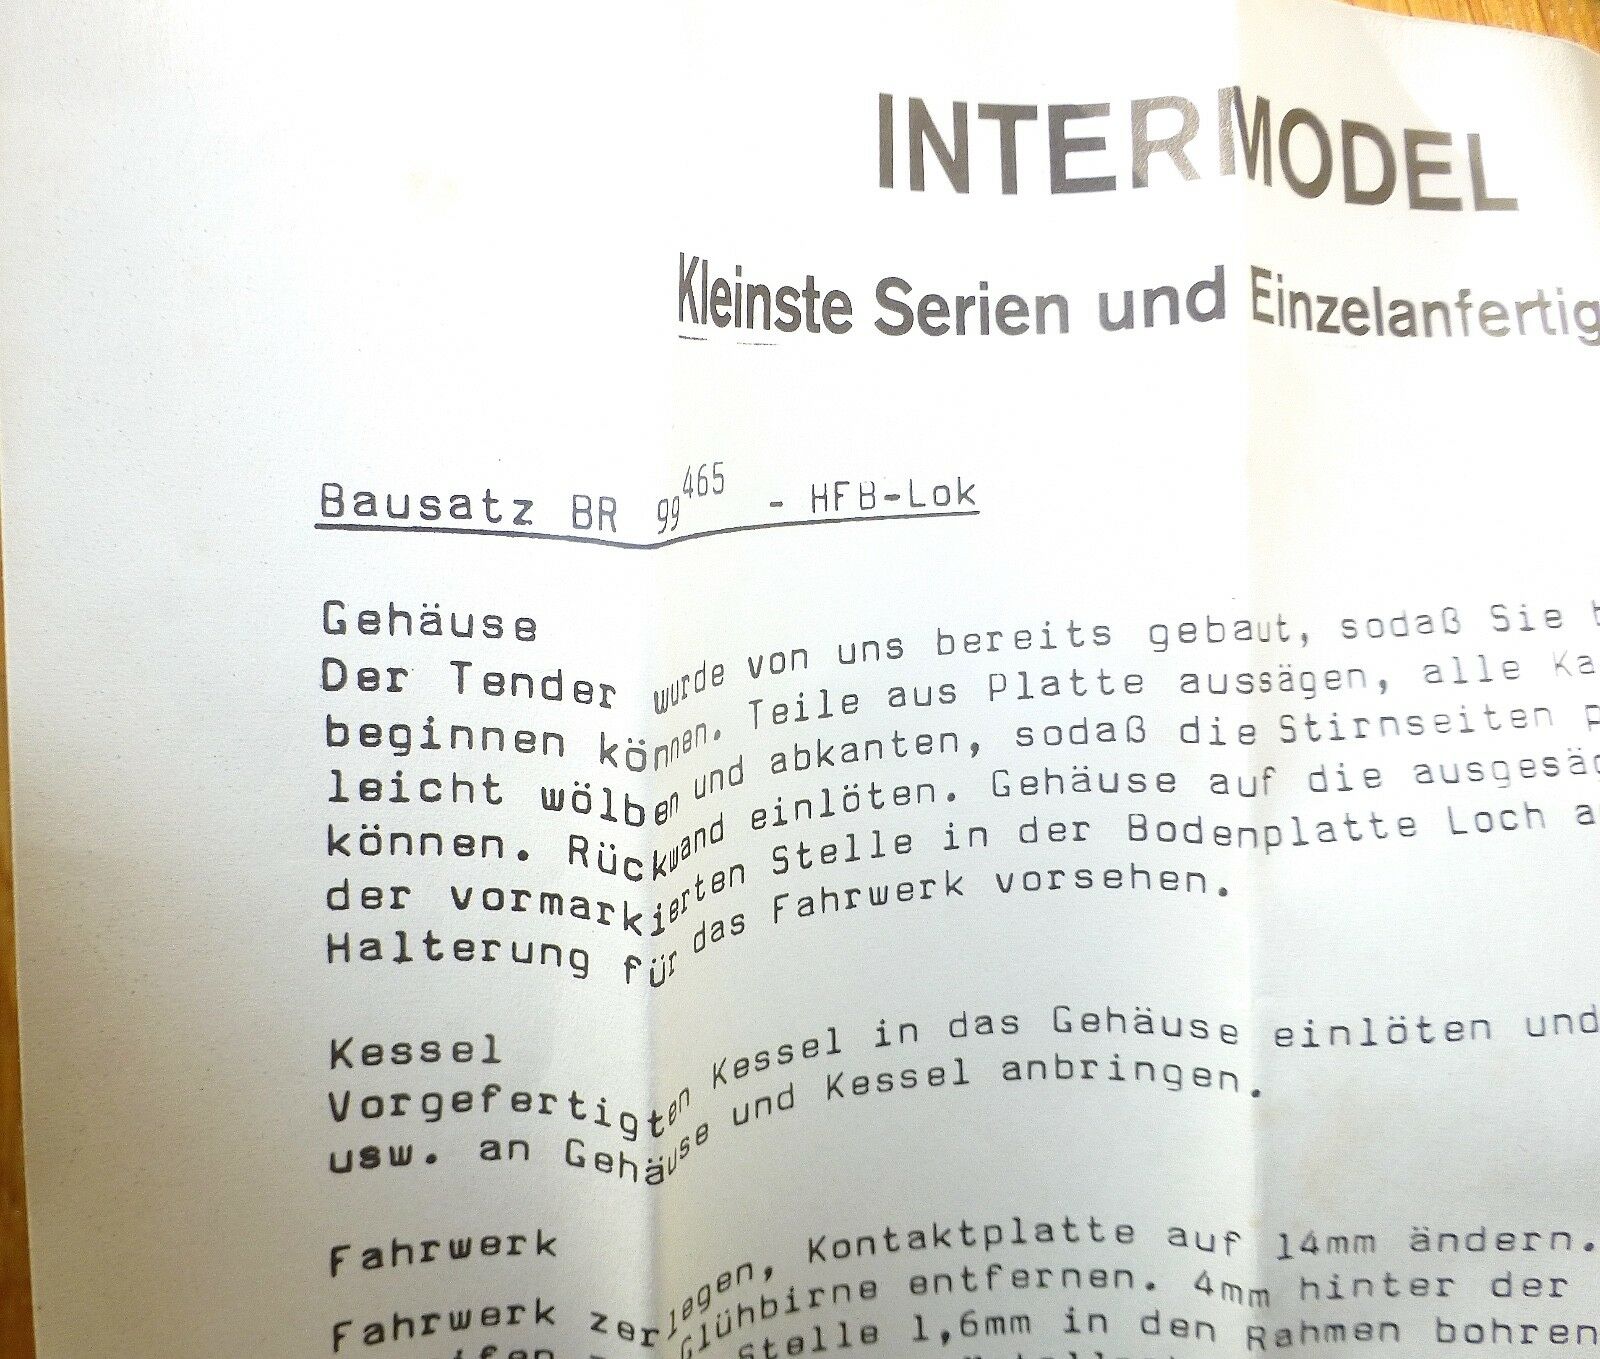 INTERMODEL
Kleinste Serien und
Bausatz BR 99⁴⁶⁵ - HFB-Lok
Gehäuse
Der Tender wurde von uns bereits gebaut, sodaß Sie
beginnen können. Teile aus Platte aussägen, alle
leicht wölben und abkanten, sodaß die Stirnseiten
können. Rückwand einlöten. Gehäuse auf die
der vormarkierten Stelle in der Bodenplatte Loch
Halterung für das Fahrwerk vorsehen.
Kessel
Vorgefertigten Kessel in das Gehäuse einlöten und
usw. an Gehäuse und Kessel anbringen.
Fahrwerk
Fahrwerk zerlegen, Kontaktplatte auf 14mm ändern.
Glühbirne entfernen. 4mm hinter der
Stelle 1,6mm in den Rahmen bohren